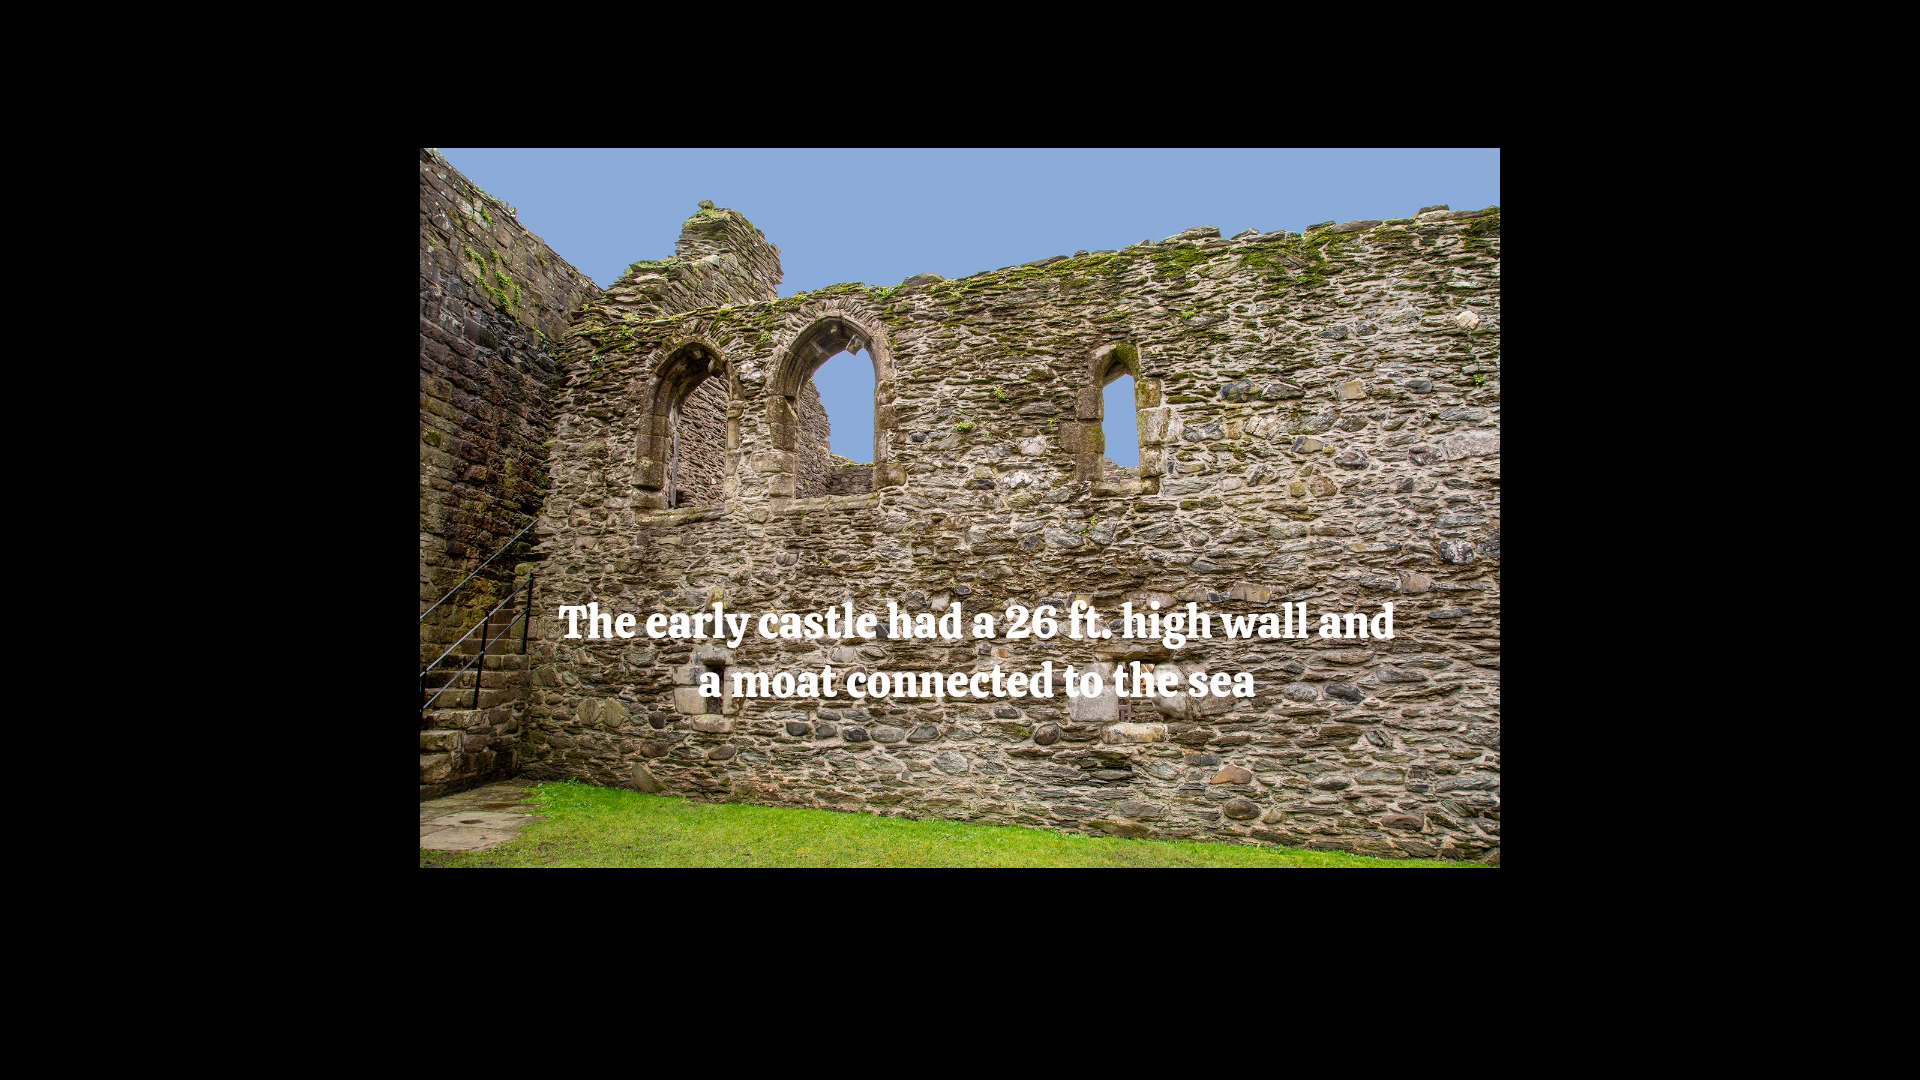 The early castle had a 26 ft. high wall and
a moat connected to the sea